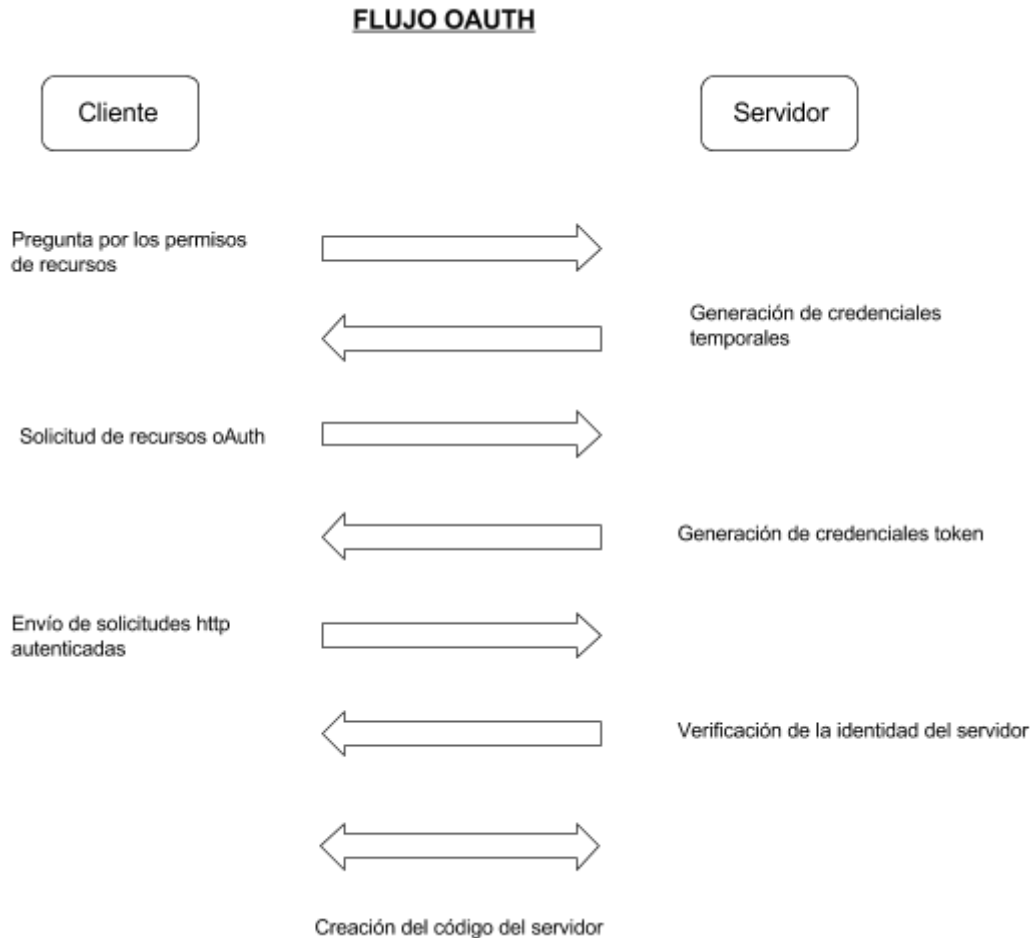 FLUJO OAUTH
Cliente
Servidor
Pregunta por los permisos
de recursos
Generación de credenciales
temporales
Solicitud de recursos oAuth
Generación de credenciales token
Envío de solicitudes http
autenticadas
Verificación de la identidad del servidor
Creación del código del servidor